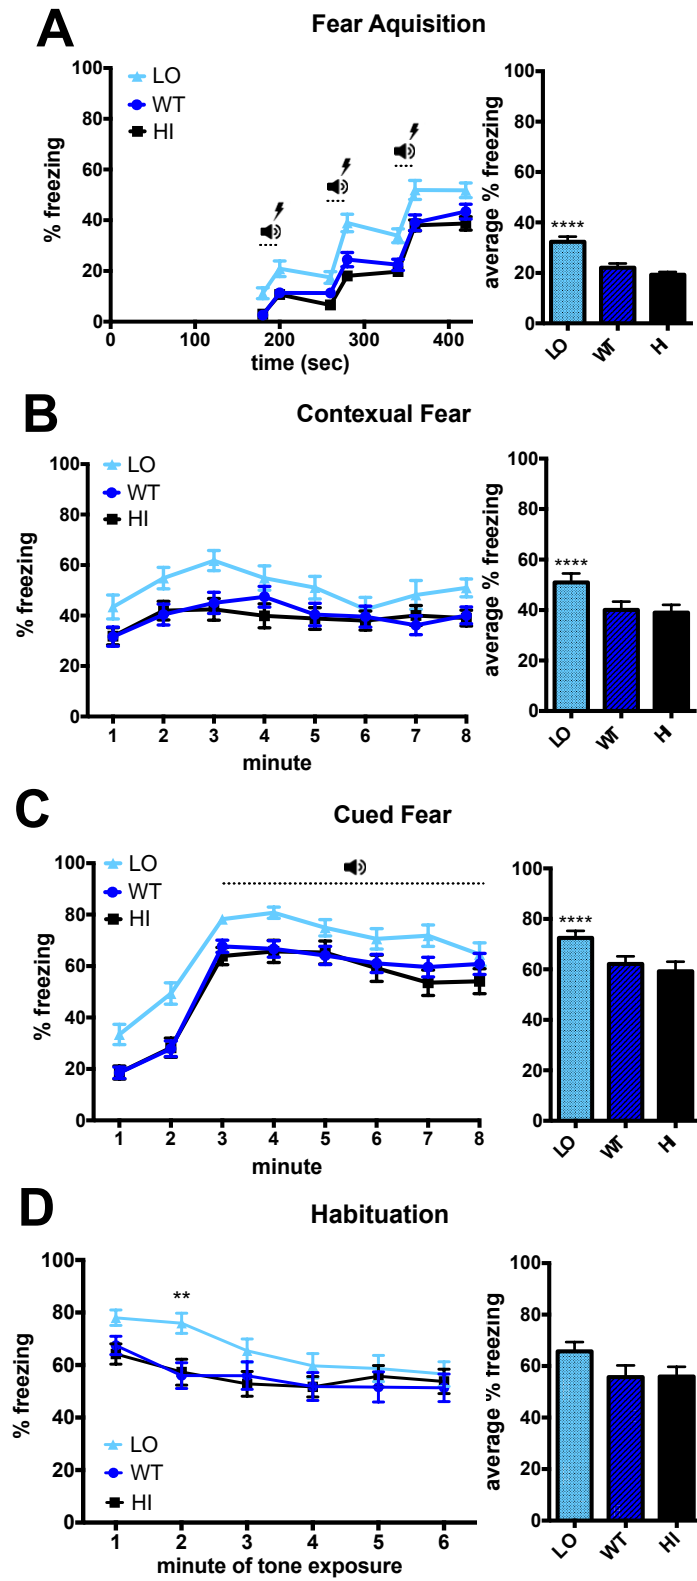 A
Fear Aquisition
LO
WT
HI
% freezing
100
80
60
40
20
0
0 100 200 300 400
time (sec)
average % freezing
100
80
60
40
20
0
****
LO WT HI
B
Contexual Fear
LO
WT
HI
% freezing
100
80
60
40
20
0
1 2 3 4 5 6 7 8
minute
average % freezing
100
80
60
40
20
0
****
LO WT HI
C
Cued Fear
LO
WT
HI
% freezing
100
80
60
40
20
0
1 2 3 4 5 6 7 8
minute
average % freezing
100
80
60
40
20
0
****
LO WT HI
D
Habituation
**
LO
WT
HI
% freezing
100
80
60
40
20
0
1 2 3 4 5 6
minute of tone exposure
average % freezing
100
80
60
40
20
0
LO WT HI